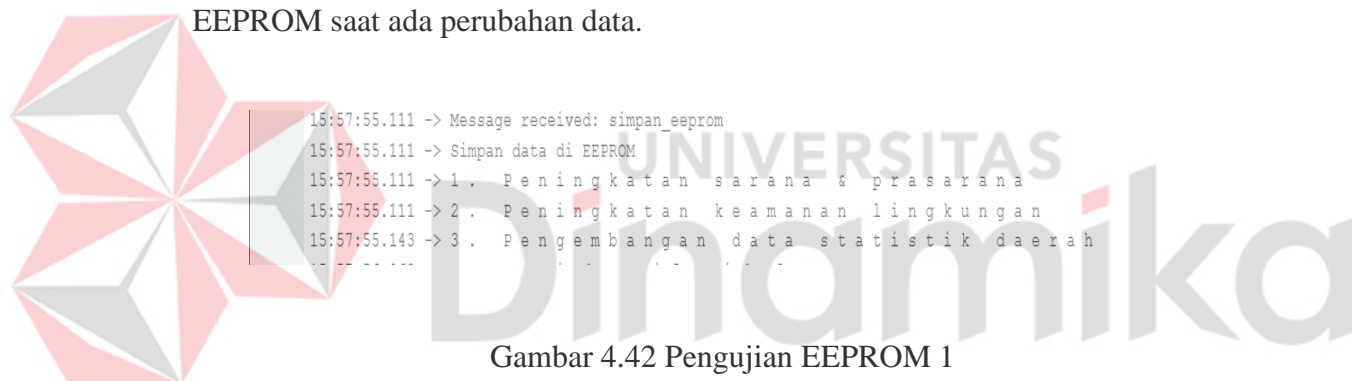 EEPROM saat ada perubahan data.
15:57:55.111 -> Message received: simpan_eeprom
15:57:55.111 -> Simpan data di EEPROM
15:57:55.111 -> 1 .   P e n i n g k a t a n   s a r a n a   &   p r a s a r a n a
15:57:55.111 -> 2 .   P e n i n g k a t a n   k e a m a n a n   l i n g k u n g a n
15:57:55.143 -> 3 .   P e n g e m b a n g a n   d a t a   s t a t i s t i k   d a e r a h
UNIVERSITAS
Dinamika
Gambar 4.42 Pengujian EEPROM 1